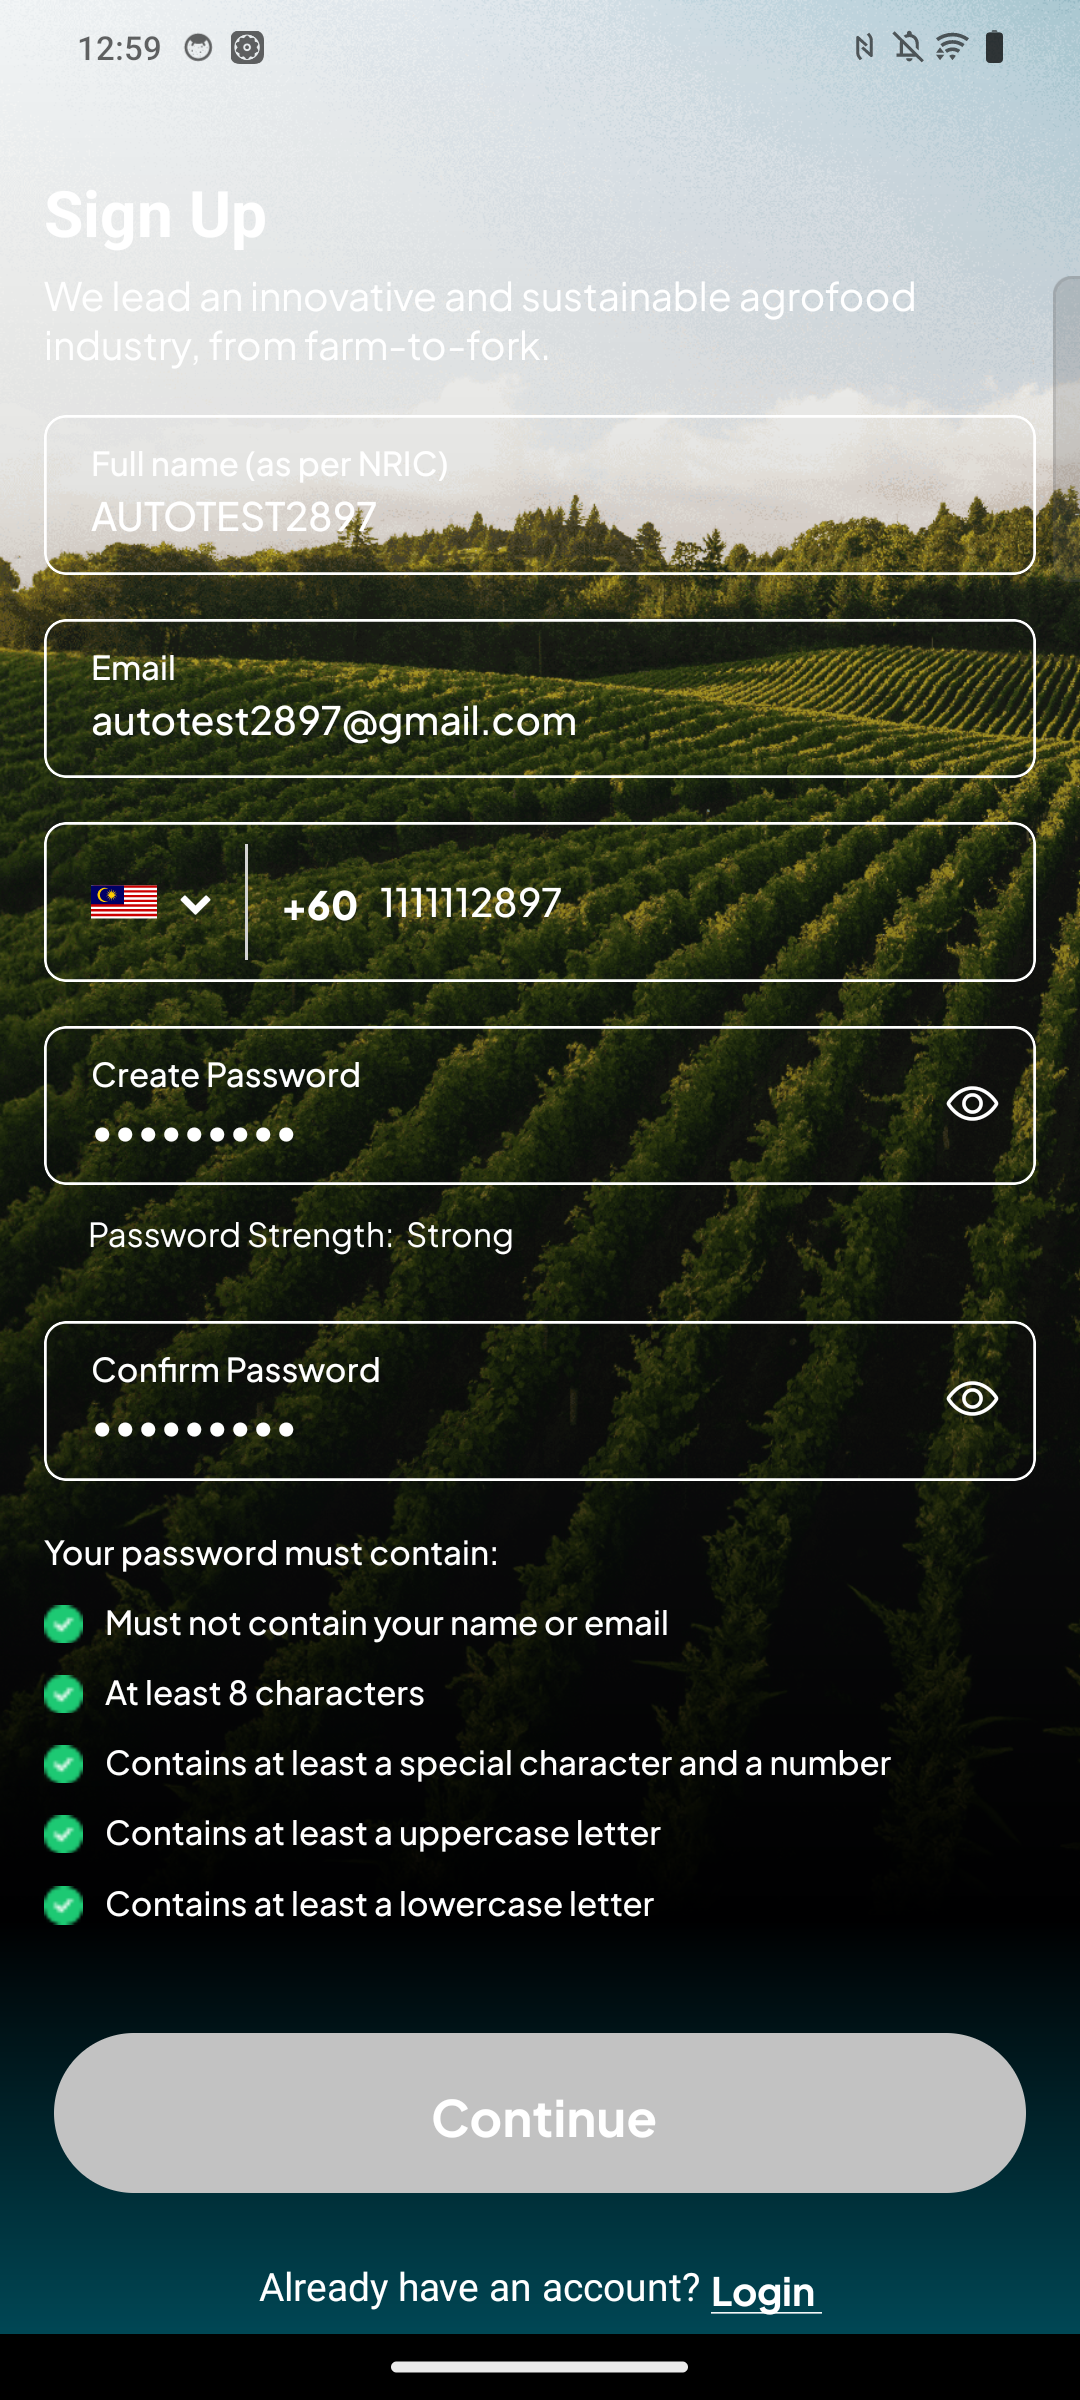 12:59
Sign Up
We lead an innovative and sustainable agrofood
industry, from farm-to-fork.
Full name (as per NRIC)
AUTOTEST2897
Email
autotest2897@gmail.com
+60 1111112897
Create Password
Password Strength: Strong
Confirm Password
Your password must contain:
Must not contain your name or email
At least 8 characters
Contains at least a special character and a number
Contains at least a uppercase letter
Contains at least a lowercase letter
Continue
Already have an account? Login